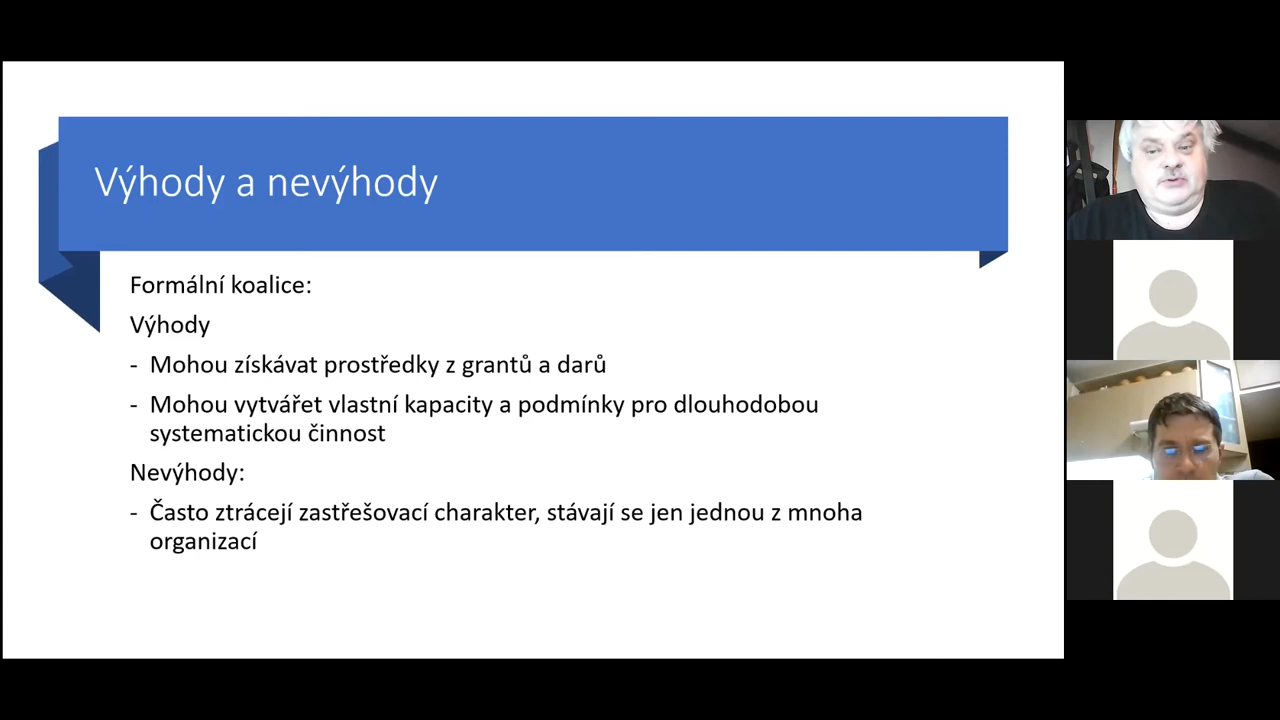 Výhody a nevýhody
Formální koalice:
Výhody
- Mohou získávat prostředky z grantů a darů
- Mohou vytvářet vlastní kapacity a podmínky pro dlouhodobou
systematickou činnost
Nevýhody:
- Často ztrácejí zastřešovací charakter, stávají se jen jednou z mnoha
organizací